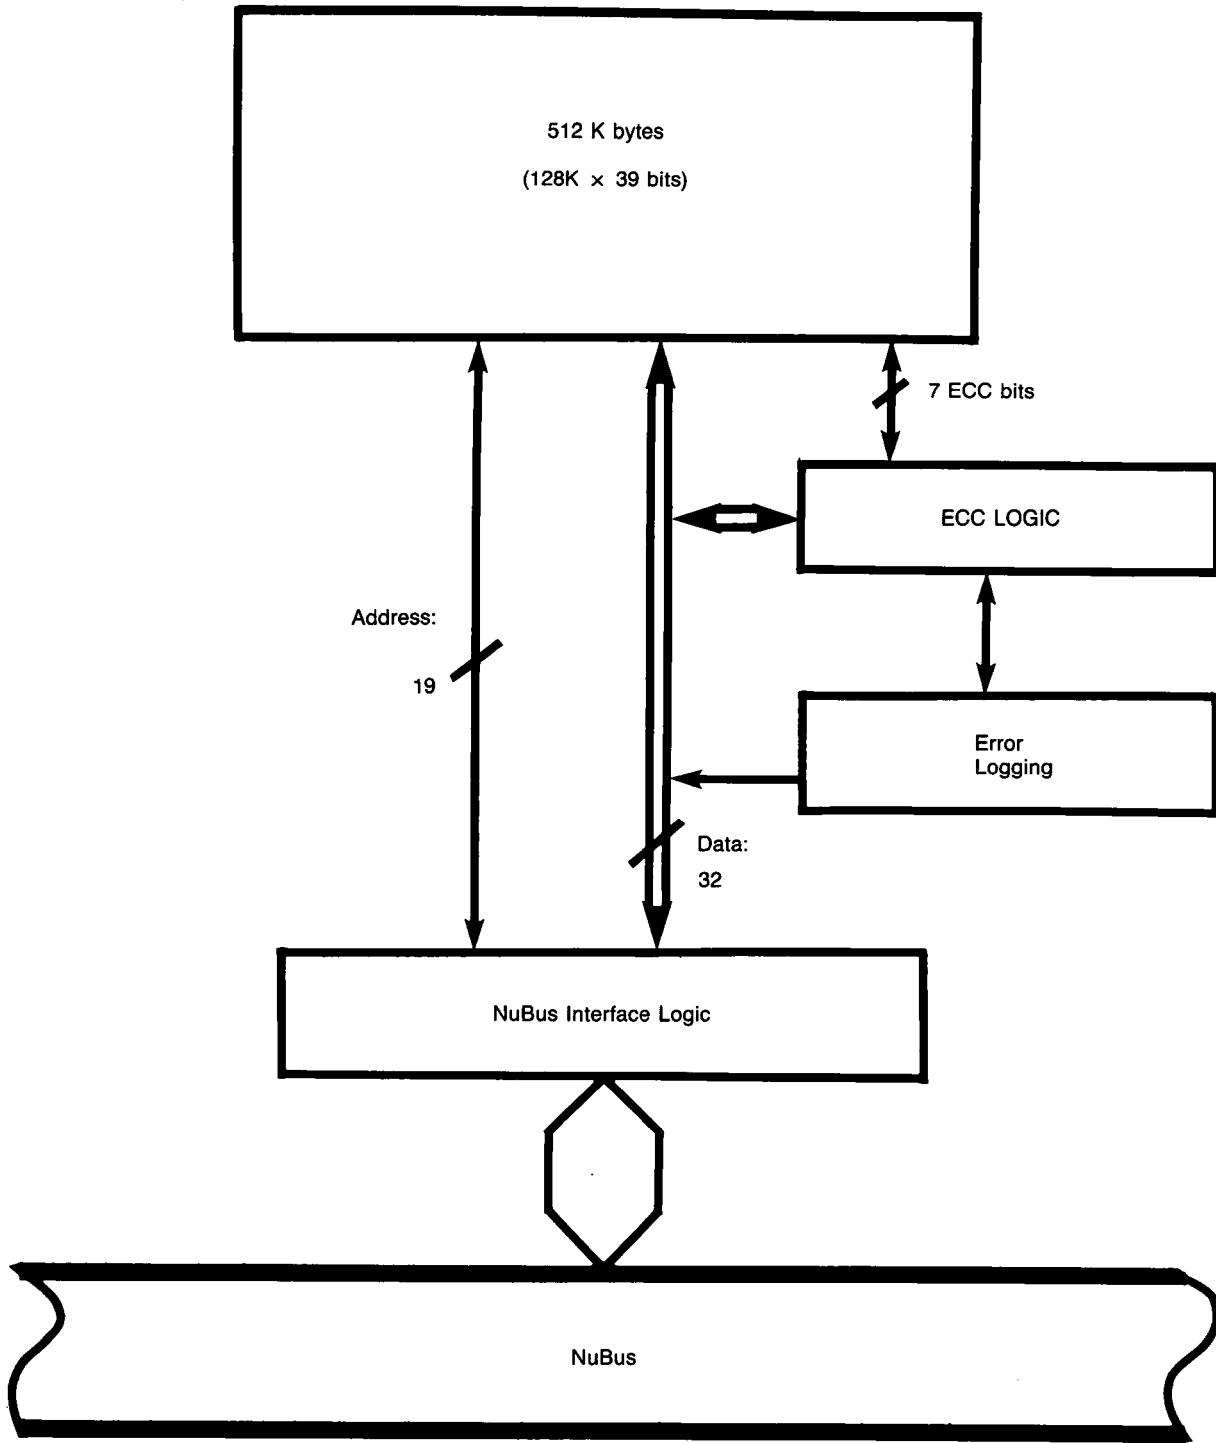 512 K bytes
(128K × 39 bits)
7 ECC bits
ECC LOGIC
Address:
19
Error
Logging
Data:
32
NuBus Interface Logic
NuBus